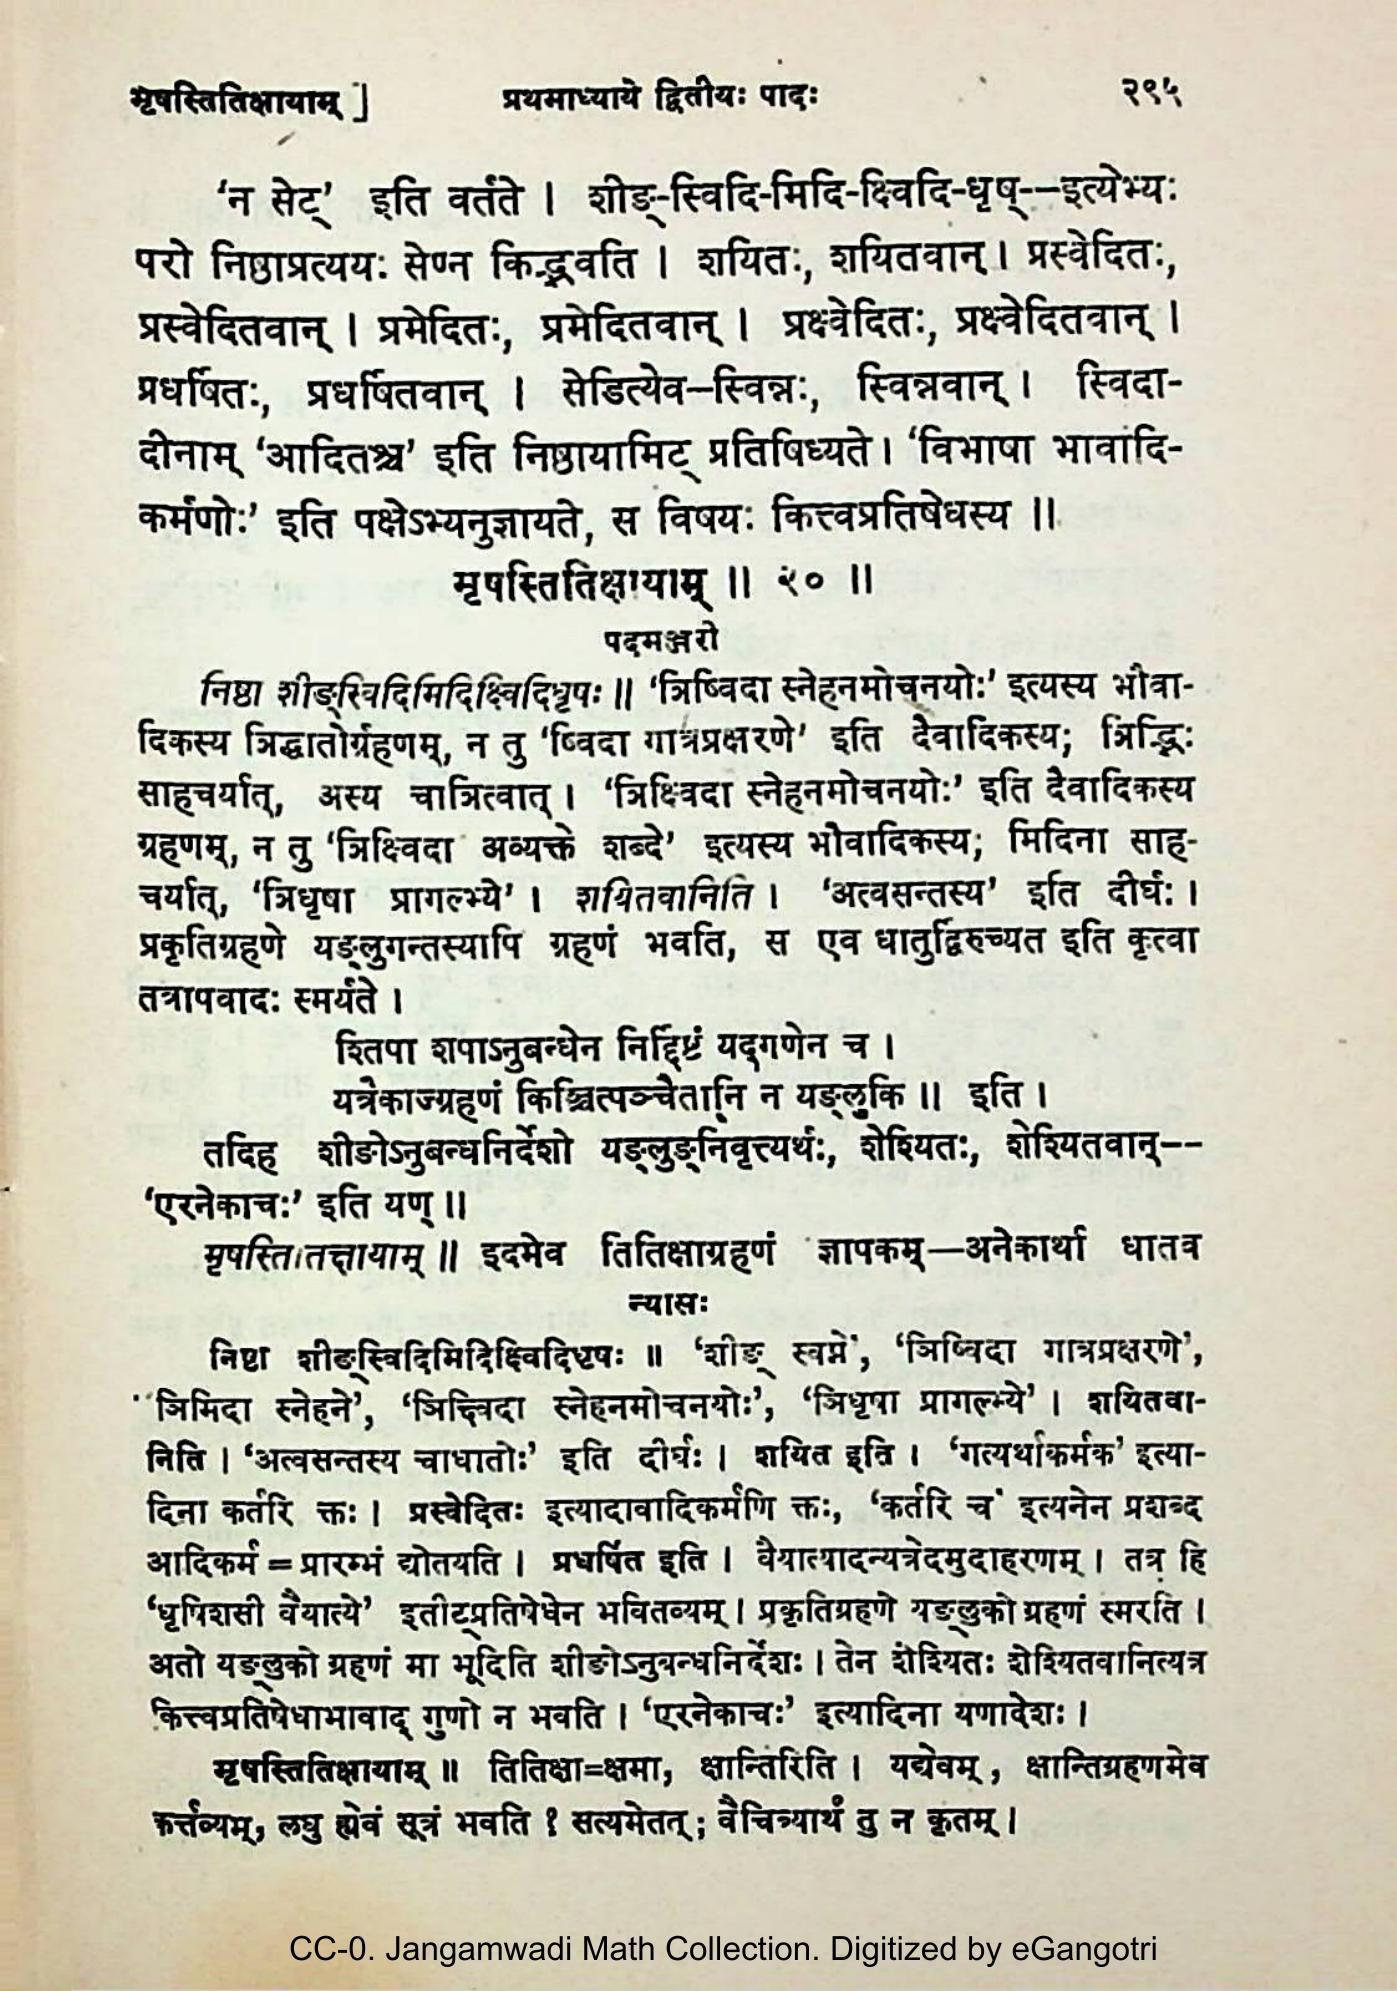 मृषस्तितिक्षायाम् ] प्रथमाध्याये द्वितीयः पादः २९५
‘न सेट्’ इति वर्तते । शीङ्-स्विदि-मिदि-क्ष्विदि-धृष्--इत्येभ्यः
परो निष्ठाप्रत्ययः सेण्न किद्भवति । शयितः, शयितवान् । प्रस्वेदितः,
प्रस्वेदितवान् । प्रमेदितः, प्रमेदितवान् । प्रक्ष्वेदितः, प्रक्ष्वेदितवान् ।
प्रधर्षितः, प्रधर्षितवान् । सेडित्येव—स्विन्नः, स्विन्नवान् । स्विदा-
दीनाम् ‘आदितश्च’ इति निष्ठायामिट् प्रतिषिध्यते । ‘विभाषा भावादि-
कर्मणोः’ इति पक्षेऽभ्यनुज्ञायते, स विषयः कित्त्वप्रतिषेधस्य ॥
मृषस्तितिक्षायाम् ॥ २० ॥
पदमञ्जरी
निष्ठा शीङ्स्विदिमिदिक्ष्विदिधृषः ॥ ‘ञिष्विदा स्नेहनमोचनयोः’ इत्यस्य भौवा-
दिकस्य ञिद्धातोर्ग्रहणम्, न तु ‘ष्विदा गात्रप्रक्षरणे’ इति दैवादिकस्य; ञिद्भिः
साहचर्यात्, अस्य चाञित्वात् । ‘ञिक्ष्विदा स्नेहनमोचनयोः’ इति दैवादिकस्य
ग्रहणम्, न तु ‘ञिक्ष्विदा अव्यक्ते शब्दे’ इत्यस्य भौवादिकस्य; मिदिना साह-
चर्यात्, ‘ञिधृषा प्रागल्भ्ये’ । शयितवानिति । ‘अत्वसन्तस्य’ इति दीर्घः ।
प्रकृतिग्रहणे यङ्लुगन्तस्यापि ग्रहणं भवति, स एव धातुर्द्विरुच्यत इति कृत्वा
तत्रापवादः स्मर्यते ।
श्तिपा शपाऽनुबन्धेन निर्द्दिष्टं यद्गणेन च ।
यत्रैकाज्ग्रहणं किञ्चित्पञ्चैतानि न यङ्लुकि ॥ इति ।
तदिह शीङोऽनुबन्धनिर्देशो यङ्लुङ्निवृत्त्यर्थः, शेश्यितः, शेश्यितवान्--
‘एरनेकाचः’ इति यण् ॥
मृषस्तितिक्षायाम् ॥ इदमेव तितिक्षाग्रहणं ज्ञापकम्—अनेकार्था धातव
न्यासः
निष्ठा शीङ्स्विदिमिदिक्ष्विदिधृषः ॥ ‘शीङ् स्वप्ने’, ‘ञिष्विदा गात्रप्रक्षरणे’,
‘ञिमिदा स्नेहने’, ‘ञिक्ष्विदा स्नेहनमोचनयोः’, ‘ञिधृषा प्रागल्भ्ये’ । शयितवा-
निति । ‘अत्वसन्तस्य चाधातोः’ इति दीर्घः । शयित इति । ‘गत्यर्थाकर्मक’ इत्या-
दिना कर्तरि क्तः । प्रस्वेदितः इत्यादावादिकर्मणि क्तः, ‘कर्तरि च’ इत्यनेन प्रशब्द
आदिकर्म = प्रारम्भं द्योतयति । प्रधर्षित इति । वैयात्यादन्यत्रेदमुदाहरणम् । तत्र हि
‘धृषिशसी वैयात्ये’ इतीट्प्रतिषेधेन भवितव्यम् । प्रकृतिग्रहणे यङ्लुको ग्रहणं स्मरति ।
अतो यङ्लुको ग्रहणं मा भूदिति शीङोऽनुबन्धनिर्देशः । तेन शेश्यितः शेश्यितवानित्यत्र
कित्त्वप्रतिषेधाभावाद् गुणो न भवति । ‘एरनेकाचः’ इत्यादिना यणादेशः ।
मृषस्तितिक्षायाम् ॥ तितिक्षा=क्षमा, क्षान्तिरिति । यद्येवम्, क्षान्तिग्रहणमेव
कर्त्तव्यम्, लघु ह्येवं सूत्रं भवति ? सत्यमेतत् ; वैचित्र्यार्थं तु न कृतम् ।
CC-0. Jangamwadi Math Collection. Digitized by eGangotri